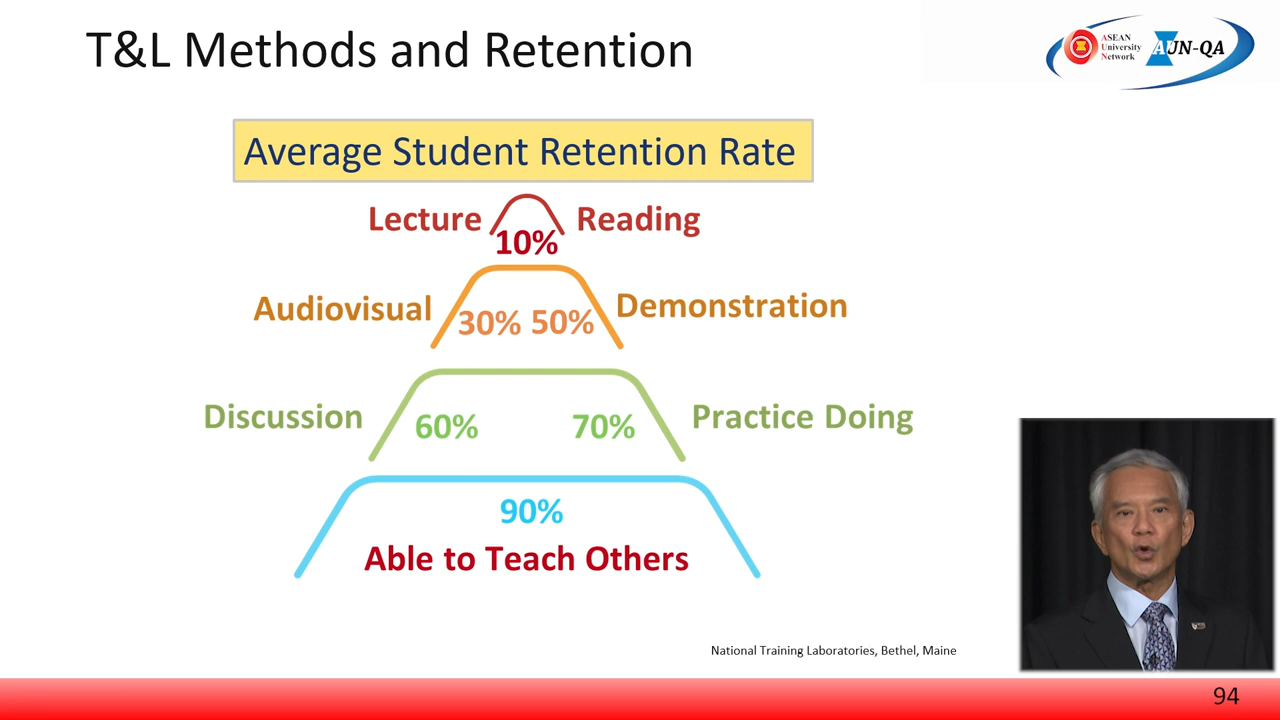 T&L Methods and Retention
ASEAN
University
Network
AUN-QA
Average Student Retention Rate
Lecture
Reading
10%
Audiovisual
30% 50%
Demonstration
Discussion
60%
70%
Practice Doing
90%
Able to Teach Others
National Training Laboratories, Bethel, Maine
94